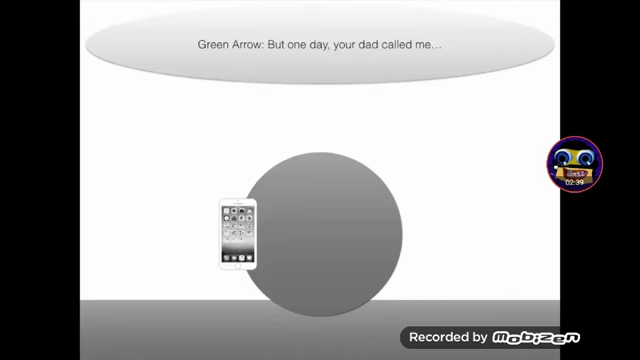 Green Arrow: But one day, your dad called me…
02:39
Recorded by Mobizen